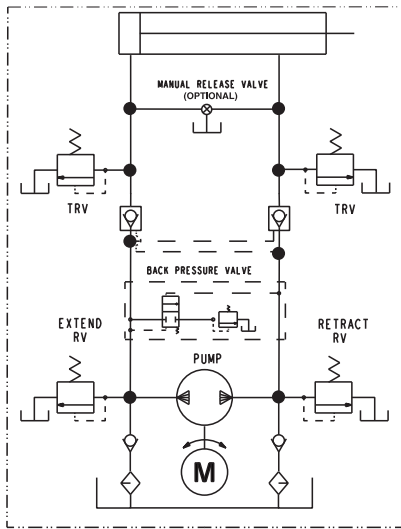 MANUAL RELEASE VALVE
(OPTIONAL)
TRV
TRV
BACK PRESSURE VALVE
EXTEND
RV
RETRACT
RV
PUMP
M